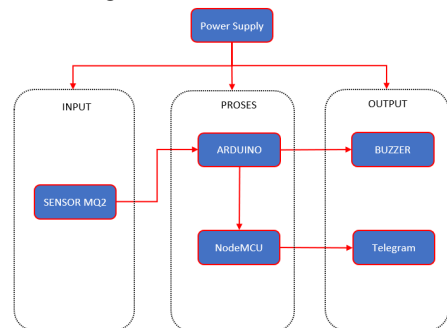 Power Supply
INPUT
PROSES
OUTPUT
ARDUINO
BUZZER
SENSOR MQ2
NodeMCU
Telegram